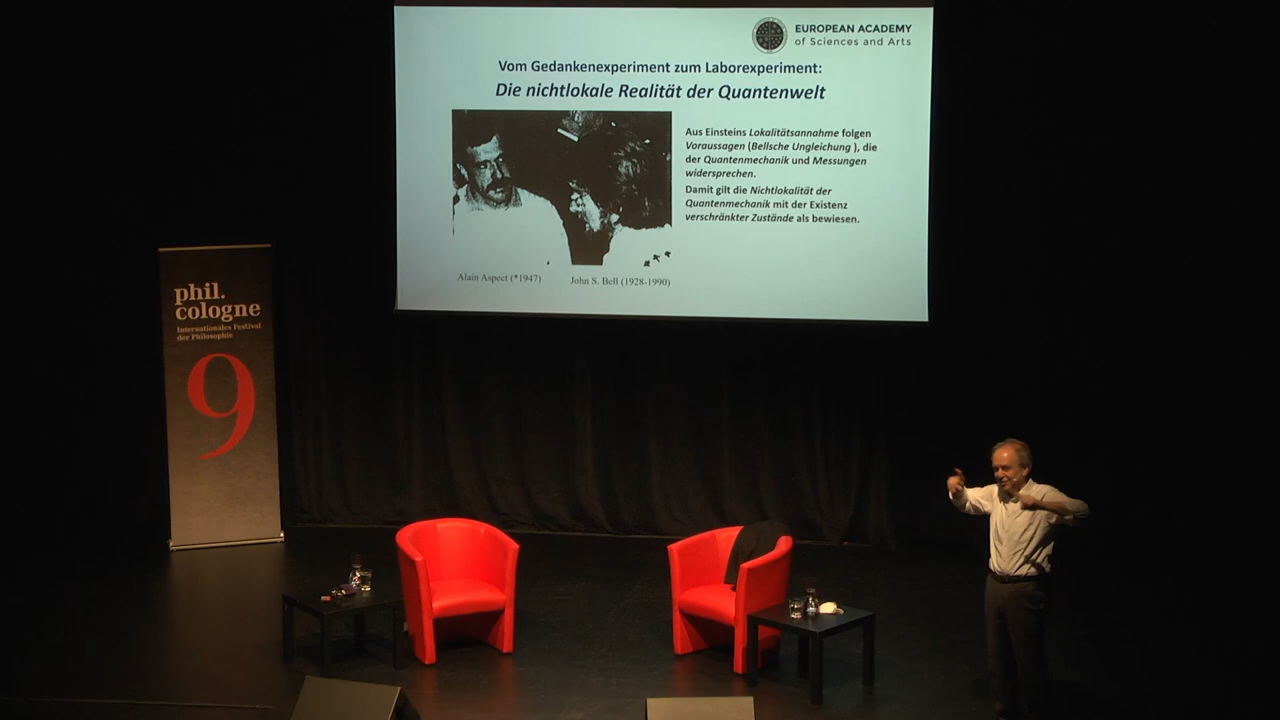 EUROPEAN ACADEMY
of Sciences and Arts
Vom Gedankenexperiment zum Laborexperiment:
Die nichtlokale Realität der Quantenwelt
Aus Einsteins Lokalitätsannahme folgen
Voraussagen (Bellsche Ungleichung ), die
der Quantenmechanik und Messungen
widersprechen.
Damit gilt die Nichtlokalität der
Quantenmechanik mit der Existenz
verschränkter Zustände als bewiesen.
Alain Aspect (*1947)
John S. Bell (1928-1990)
phil.
cologne
Internationales Festival
der Philosophie
9